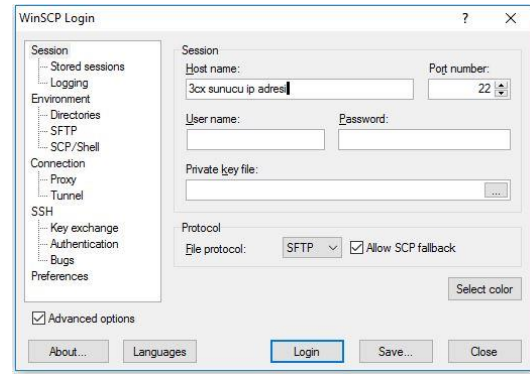 WinSCP Login
Session
Stored sessions
Logging
Environment
Directories
SFTP
SCP/Shell
Connection
Proxy
Tunnel
SSH
Key exchange
Authentication
Bugs
Preferences
Advanced options
Session
Host name: Port number:
3cx sunucu ip adresi 22
User name: Password:
Private key file:
...
Protocol
File protocol: SFTP Allow SCP fallback
Select color
About... Languages Login Save... Close